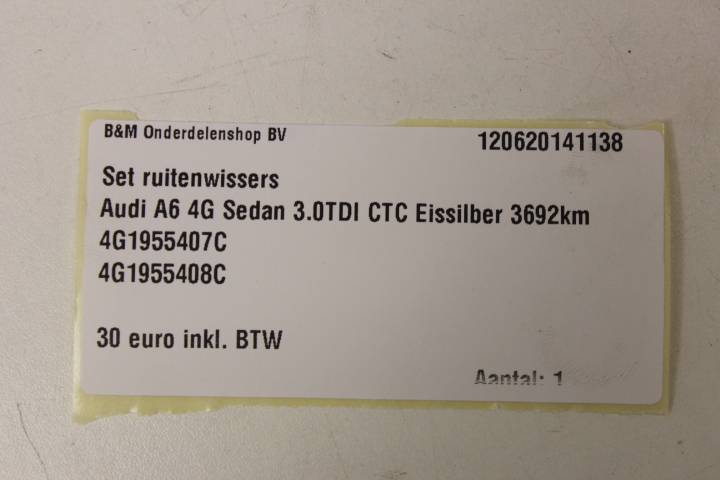 B&M Onderdelenshop BV 120620141138
Set ruitenwissers
Audi A6 4G Sedan 3.0TDI CTC Eissilber 3692km
4G1955407C
4G1955408C
30 euro inkl. BTW
Aantal: 1